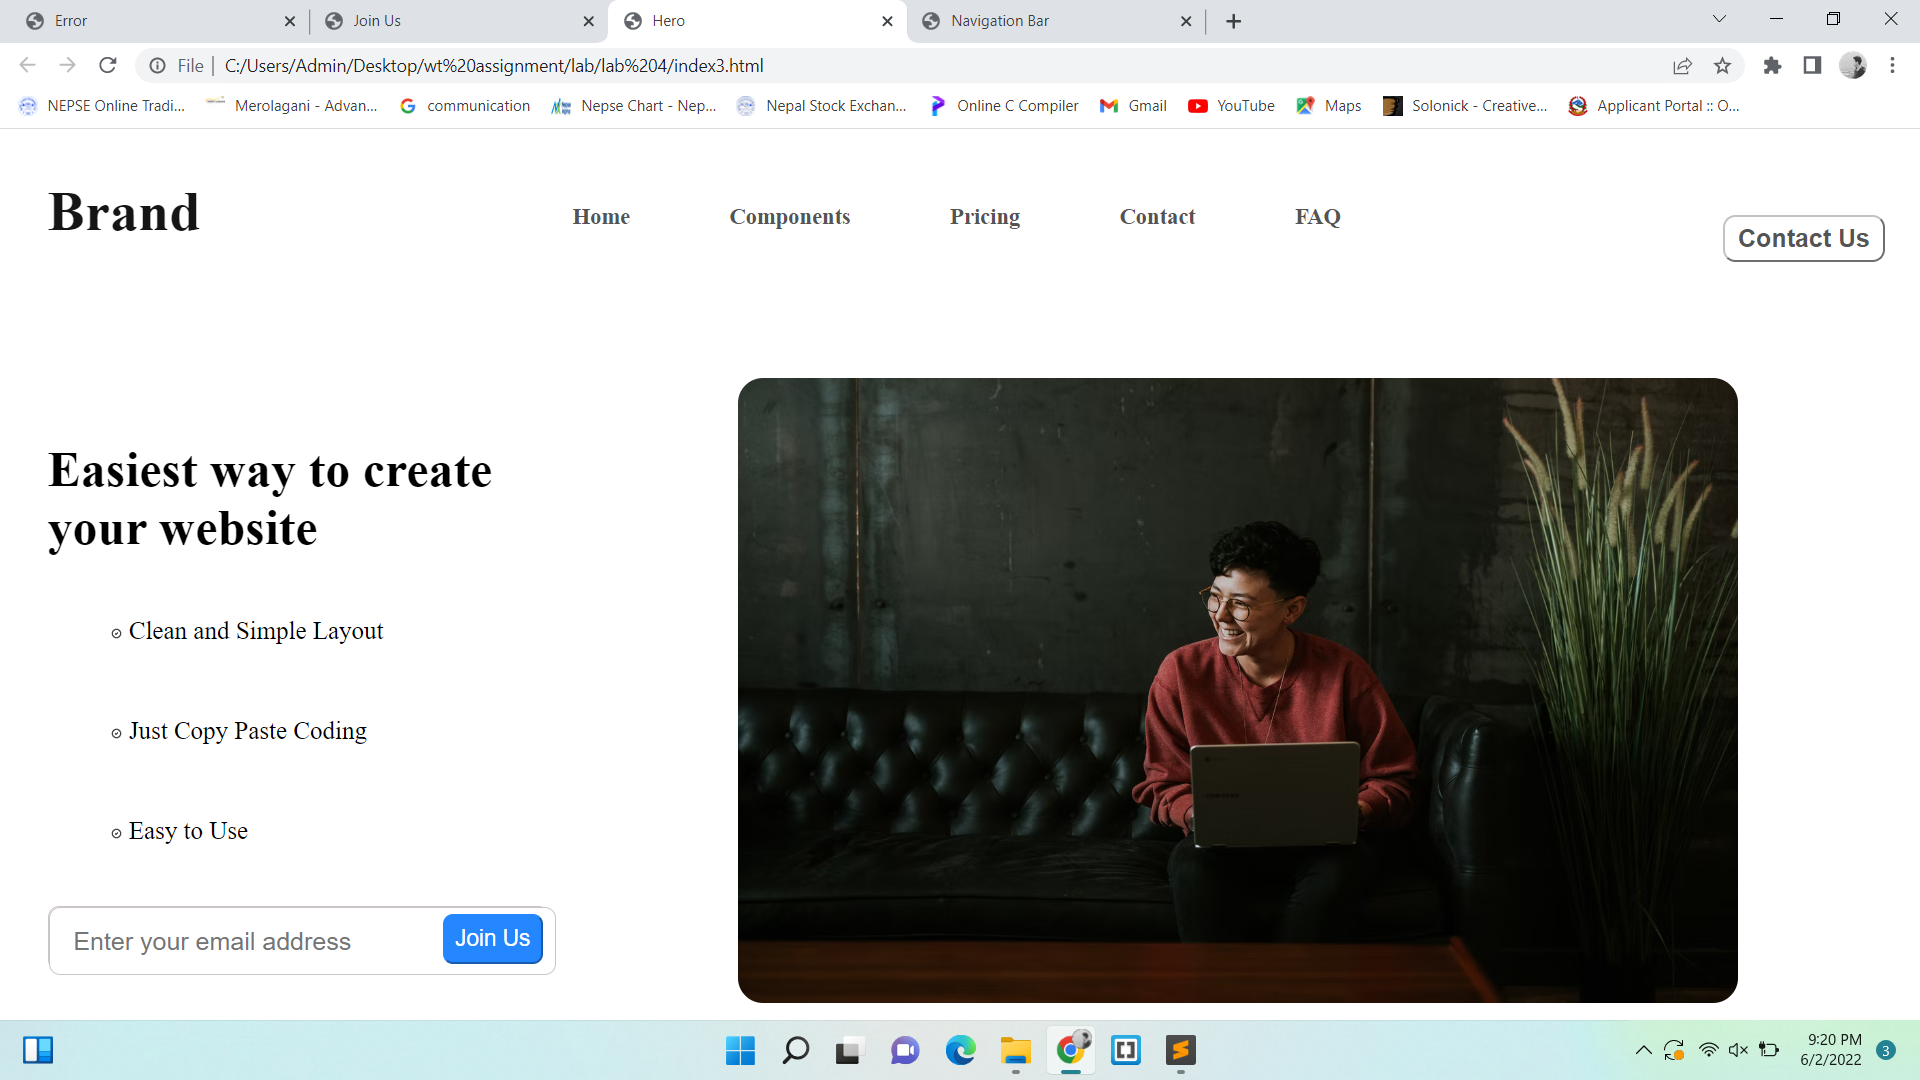 Error
Join Us
Hero
Navigation Bar
File
C:/Users/Admin/Desktop/wt%20assignment/lab/lab%204/index3.html
NEPSE Online Tradi...
Merolagani - Advan...
communication
Nepse Chart - Nep...
Nepal Stock Exchan...
Online C Compiler
Gmail
YouTube
Maps
Solonick - Creative...
Applicant Portal :: O...
Brand
Home
Components
Pricing
Contact
FAQ
Contact Us
Easiest way to create
your website
Clean and Simple Layout
Just Copy Paste Coding
Easy to Use
Enter your email address
Join Us
9:20 PM
6/2/2022
3